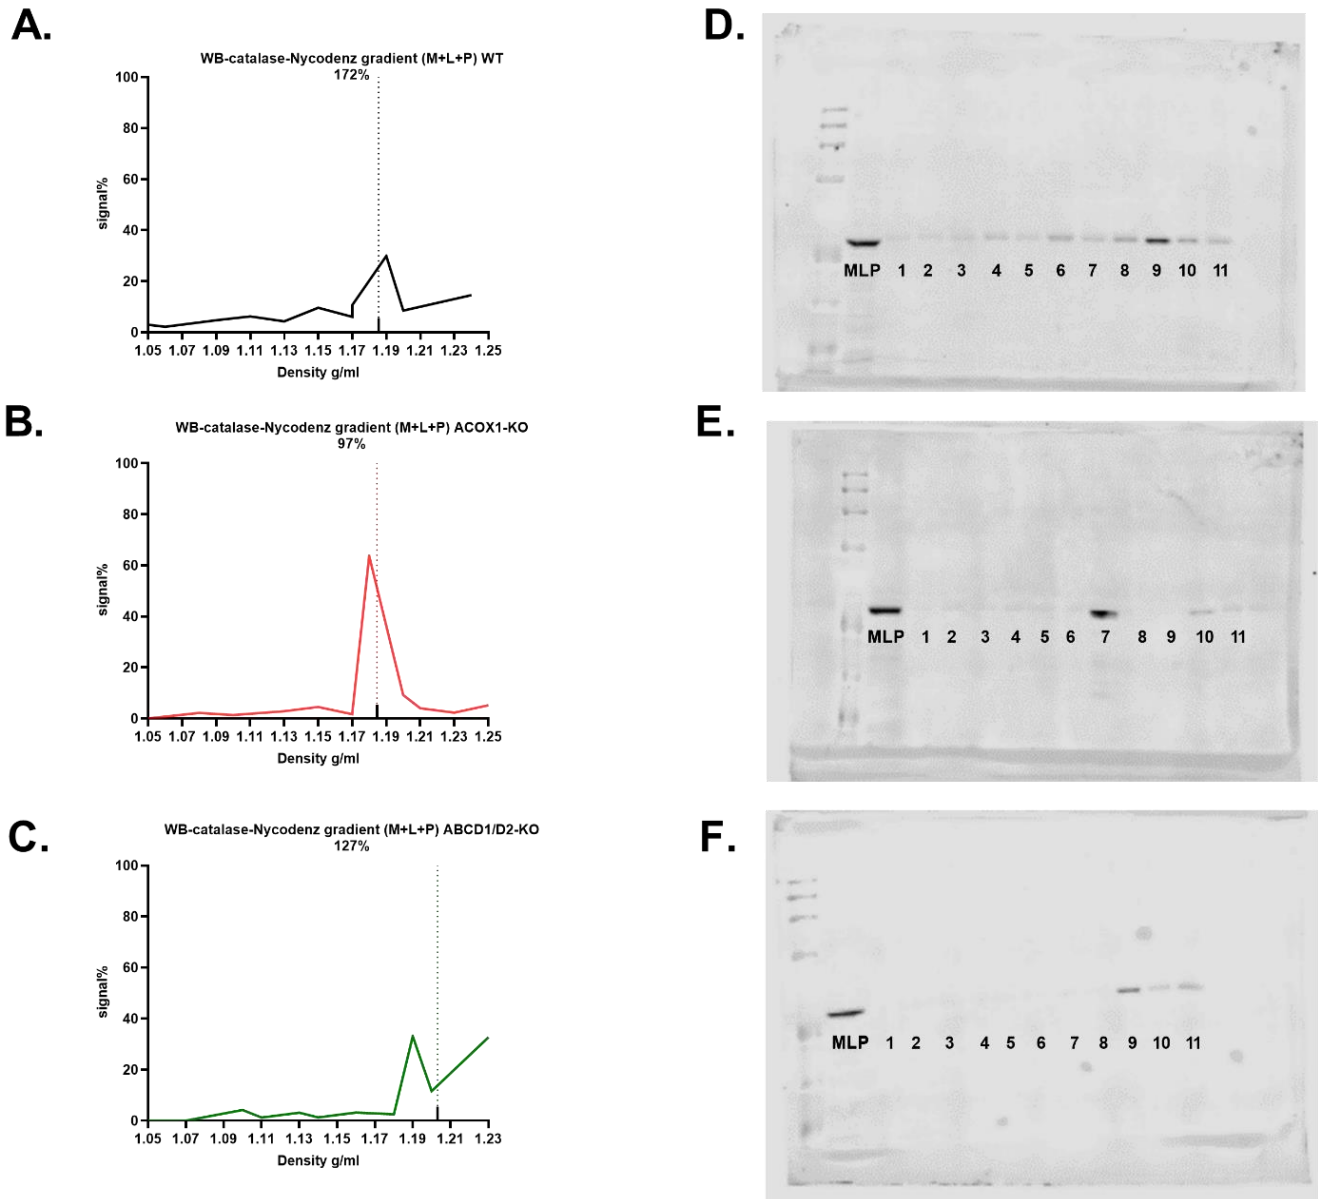 A.
WB-catalase-Nycodenz gradient (M+L+P) WT
172%
100
80
60
40
20
0
signal%
1.05 1.07 1.09 1.11 1.13 1.15 1.17 1.19 1.21 1.23 1.25
Density g/ml
D.
MLP 1 2 3 4 5 6 7 8 9 10 11
B.
WB-catalase-Nycodenz gradient (M+L+P) ACOX1-KO
97%
100
80
60
40
20
0
signal%
1.05 1.07 1.09 1.11 1.13 1.15 1.17 1.19 1.21 1.23 1.25
Density g/ml
E.
MLP 1 2 3 4 5 6 7 8 9 10 11
C.
WB-catalase-Nycodenz gradient (M+L+P) ABCD1/D2-KO
127%
100
80
60
40
20
0
signal%
1.05 1.07 1.09 1.11 1.13 1.15 1.17 1.19 1.21 1.23
Density g/ml
F.
MLP 1 2 3 4 5 6 7 8 9 10 11